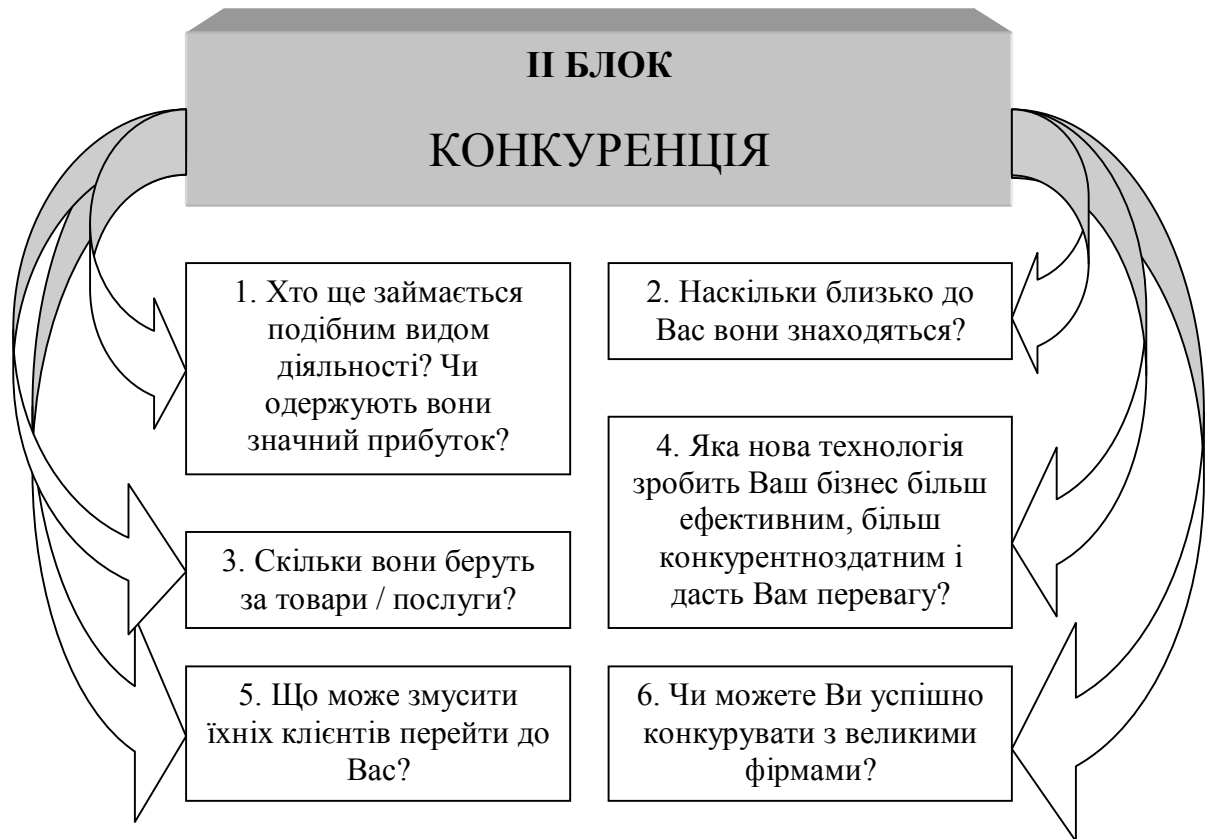 ІІ БЛОК
КОНКУРЕНЦІЯ
1. Хто ще займається
подібним видом
діяльності? Чи
одержують вони
значний прибуток?
2. Наскільки близько до
Вас вони знаходяться?
3. Скільки вони беруть
за товари / послуги?
4. Яка нова технологія
зробить Ваш бізнес більш
ефективним, більш
конкурентноздатним і
дасть Вам перевагу?
5. Що може змусити
їхніх клієнтів перейти до
Вас?
6. Чи можете Ви успішно
конкурувати з великими
фірмами?